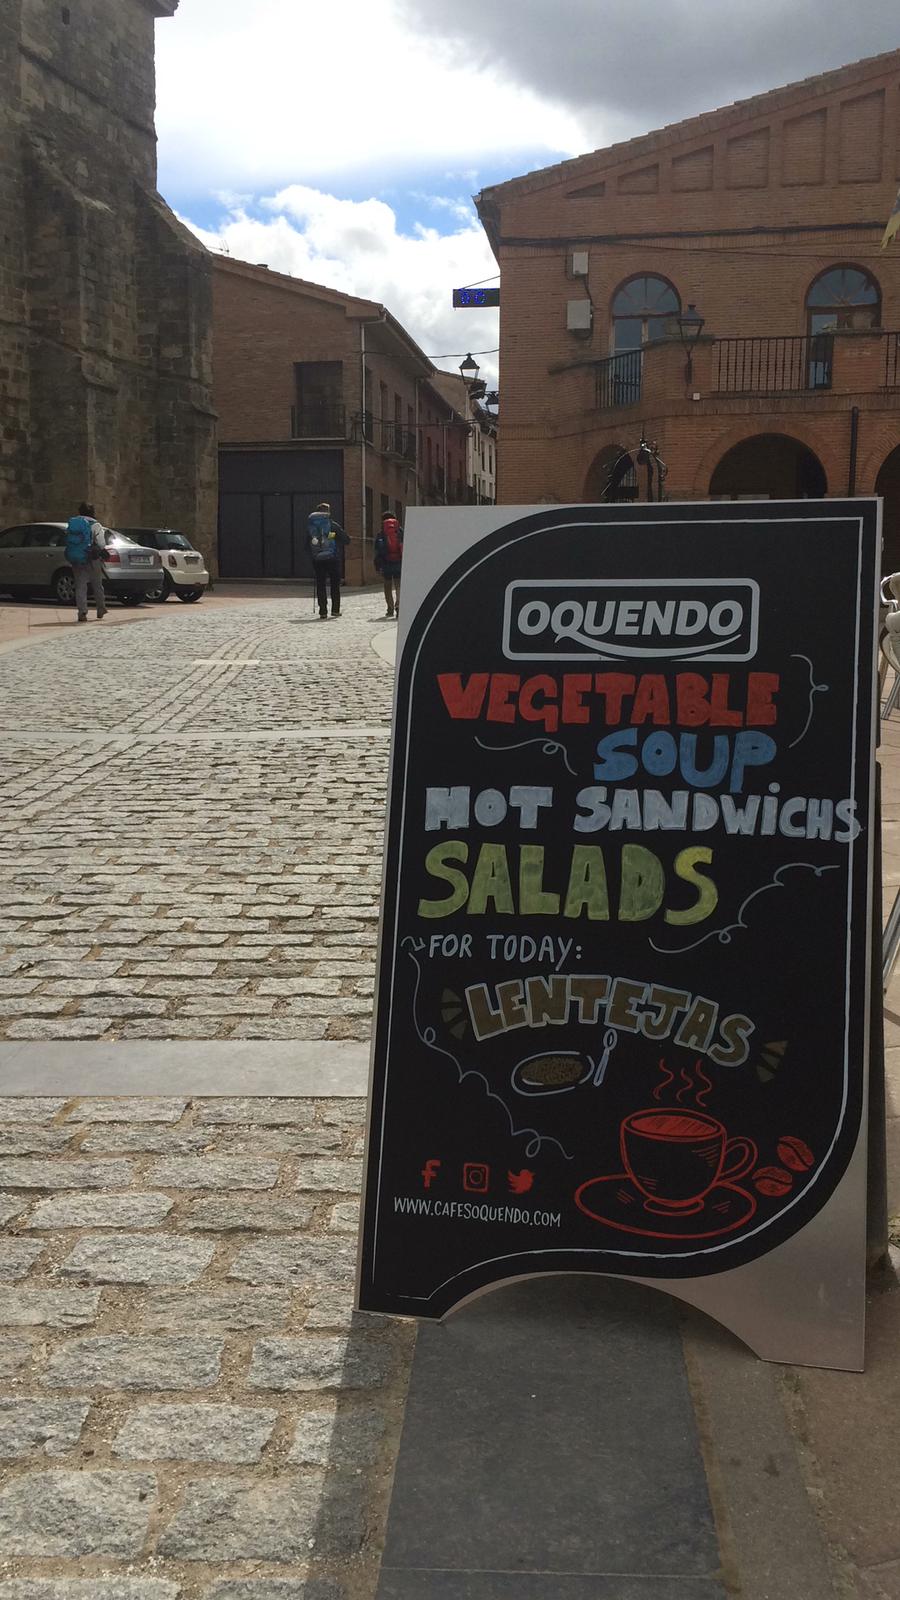 OQUENDO
VEGETABLE
SOUP
HOT SANDWiCHS
SALADS
FOR TODAY:
LENTEJAS
WWW.CAFESOQUENDO.COM